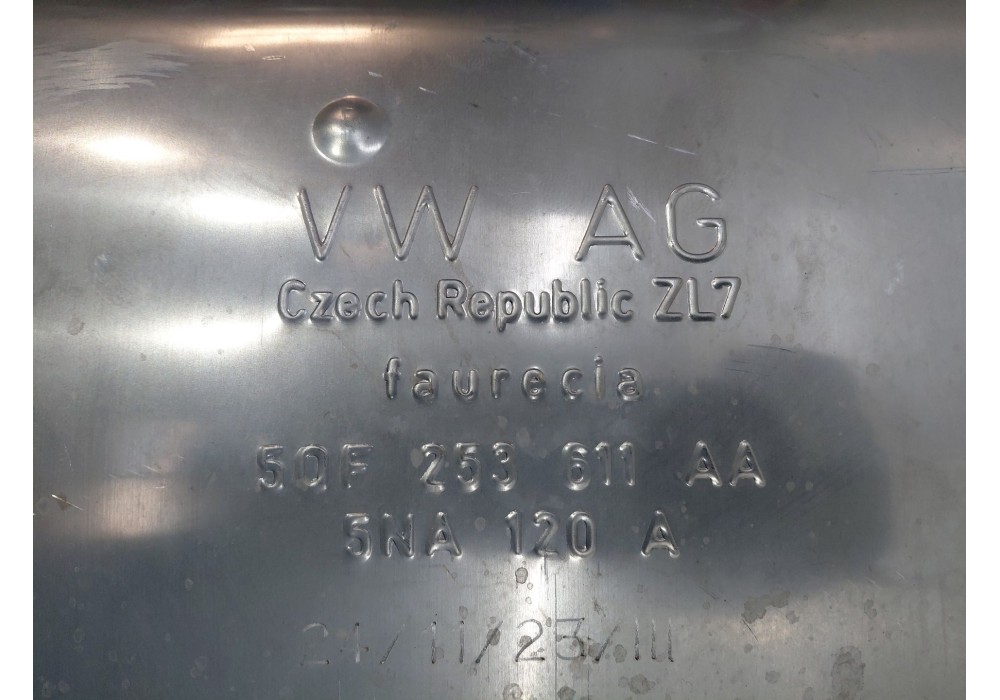 VW AG
Czech Republic ZL7
faurecia
5QF 253 611 AA
5NA 120 A
24/11/23/III